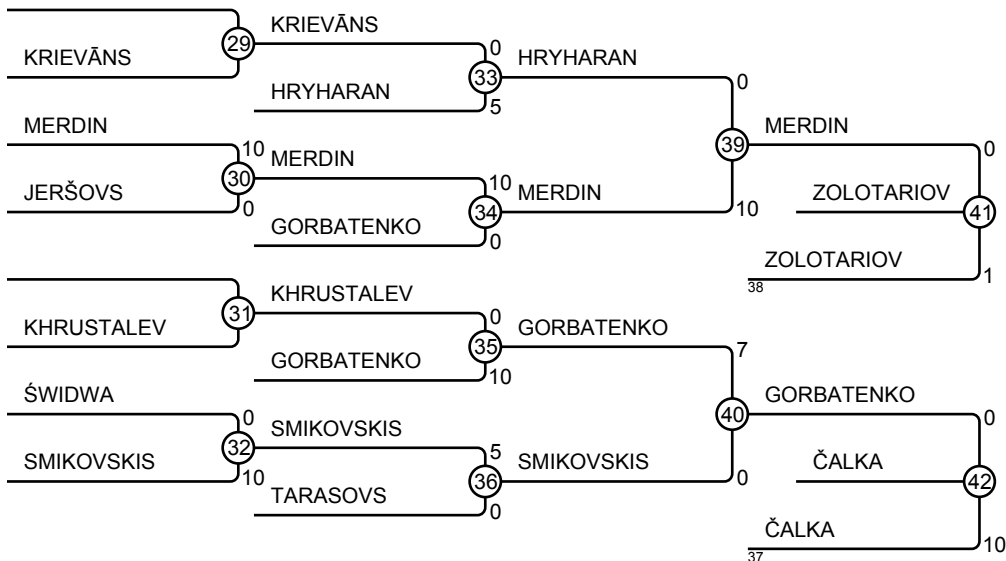 KRIEVĀNS
29
KRIEVĀNS
0
HRYHARAN
5
33
HRYHARAN
0
MERDIN
10
JERŠOVS
0
30
MERDIN
10
GORBATENKO
0
34
MERDIN
10
39
MERDIN
0
ZOLOTARIOV
41
ZOLOTARIOV
38
1
KHRUSTALEV
31
KHRUSTALEV
0
GORBATENKO
10
35
GORBATENKO
7
ŚWIDWA
0
SMIKOVSKIS
10
32
SMIKOVSKIS
5
TARASOVS
0
36
SMIKOVSKIS
0
40
GORBATENKO
0
ČALKA
42
ČALKA
37
10